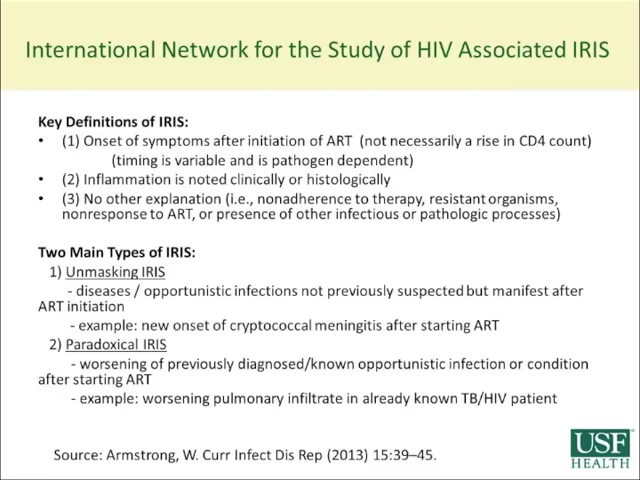 International Network for the Study of HIV Associated IRIS
Key Definitions of IRIS:
• (1) Onset of symptoms after initiation of ART (not necessarily a rise in CD4 count)
(timing is variable and is pathogen dependent)
• (2) Inflammation is noted clinically or histologically
• (3) No other explanation (i.e., nonadherence to therapy, resistant organisms,
nonresponse to ART, or presence of other infectious or pathologic processes)
Two Main Types of IRIS:
1) Unmasking IRIS
- diseases / opportunistic infections not previously suspected but manifest after
ART initiation
- example: new onset of cryptococcal meningitis after starting ART
2) Paradoxical IRIS
- worsening of previously diagnosed/known opportunistic infection or condition
after starting ART
- example: worsening pulmonary infiltrate in already known TB/HIV patient
Source: Armstrong, W. Curr Infect Dis Rep (2013) 15:39–45.
USF
HEALTH